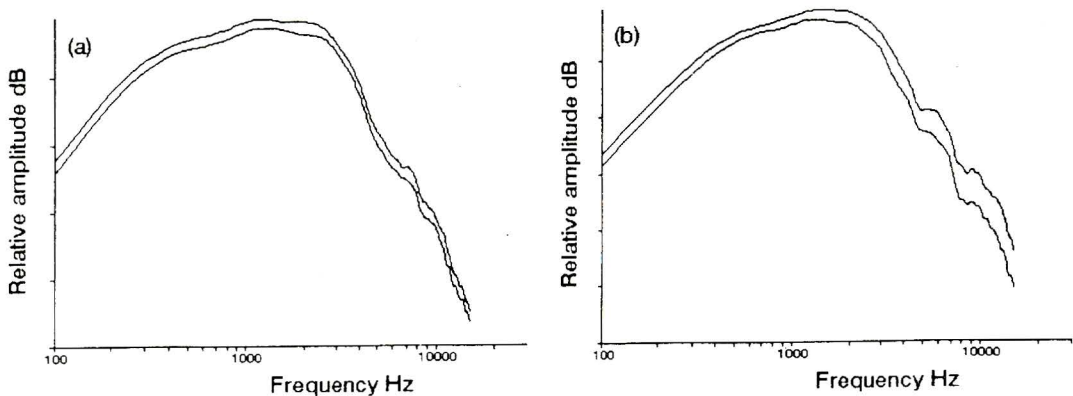 (a)
Relative amplitude dB
100 1000 10000
Frequency Hz
(b)
Relative amplitude dB
100 1000 10000
Frequency Hz